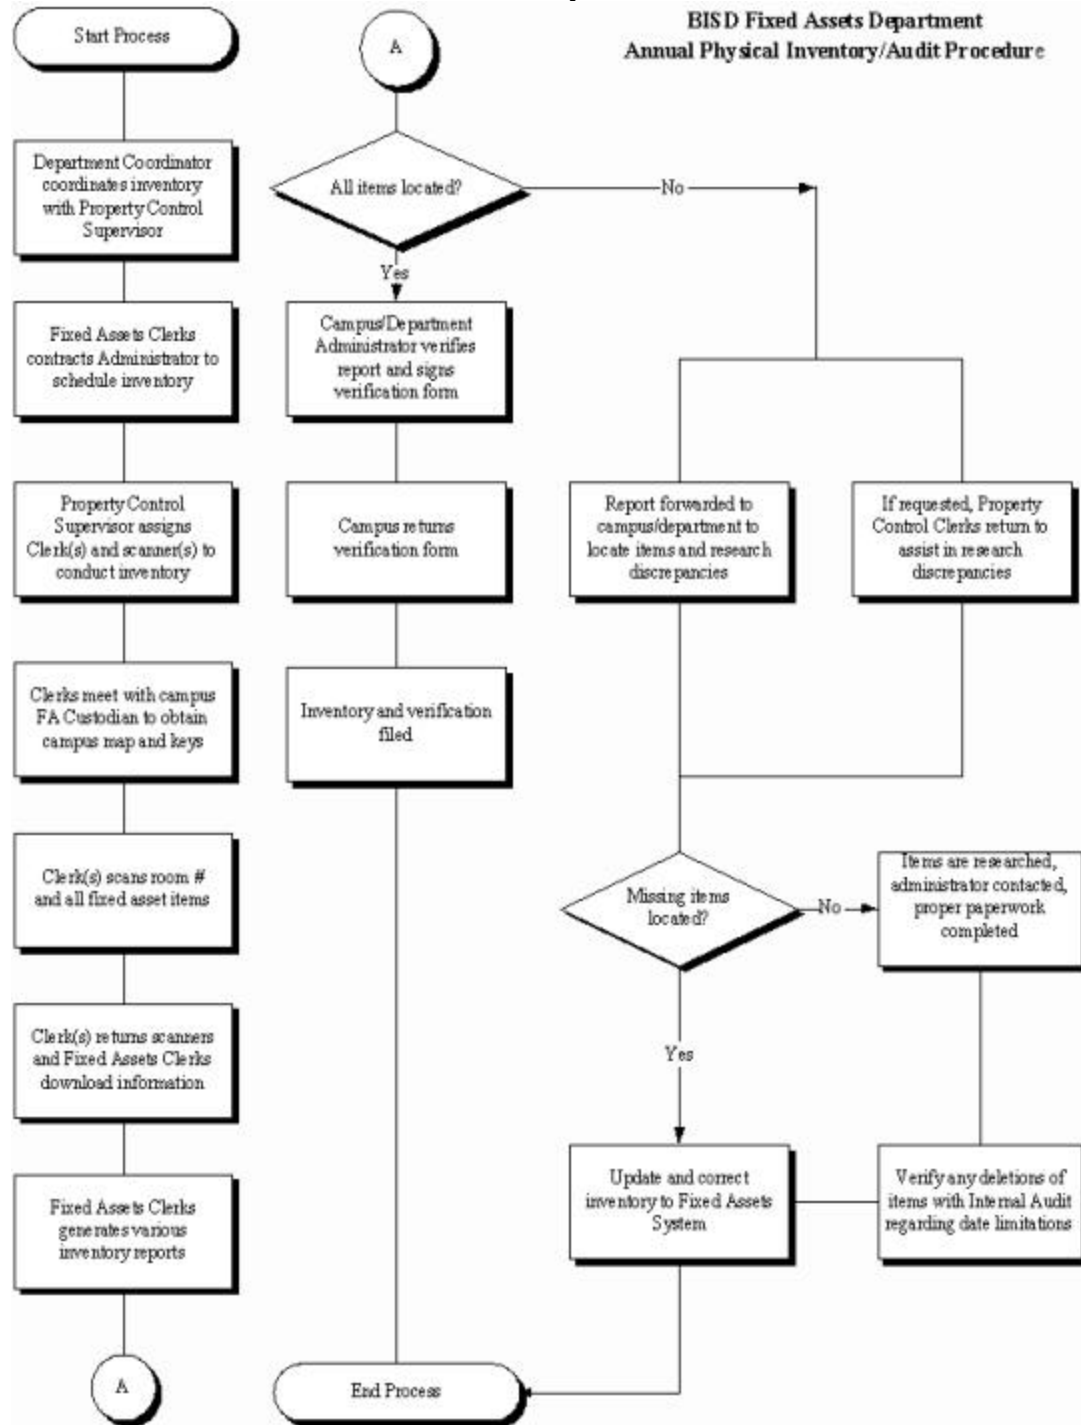 BISD Fixed Assets Department
Annual Physical Inventory/Audit Procedure
Start Process
Department Coordinator
coordinates inventory
with Property Control
Supervisor
Fixed Assets Clerks
contracts Administrator to
schedule inventory
Property Control
Supervisor assigns
Clerk(s) and scanner(s) to
conduct inventory
Clerks meet with campus
FA Custodian to obtain
campus map and keys
Clerk(s) scans room #
and all fixed asset items
Clerk(s) returns scanners
and Fixed Assets Clerks
download information
Fixed Assets Clerks
generates various
inventory reports
A
A
All items located?
No
Yes
Campus/Department
Administrator verifies
report and signs
verification form
Campus returns
verification form
Inventory and verification
filed
Report forwarded to
campus/department to
locate items and research
discrepancies
If requested, Property
Control Clerks return to
assist in research
discrepancies
Missing items
located?
No
Items are researched,
administrator contacted,
proper paperwork
completed
Yes
Update and correct
inventory to Fixed Assets
System
Verify any deletions of
items with Internal Audit
regarding date limitations
End Process